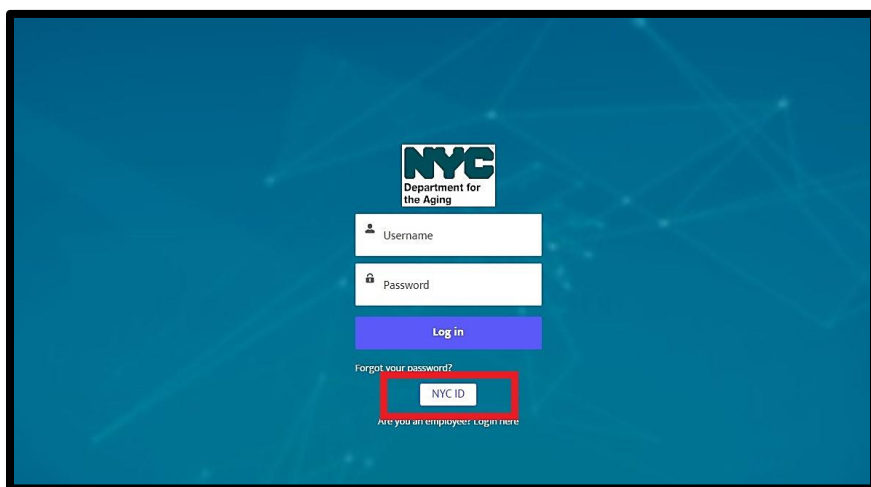 NYC
Department for
the Aging
Username
Password
Log in
Forgot your password?
NYC ID
Are you an employee? Login here